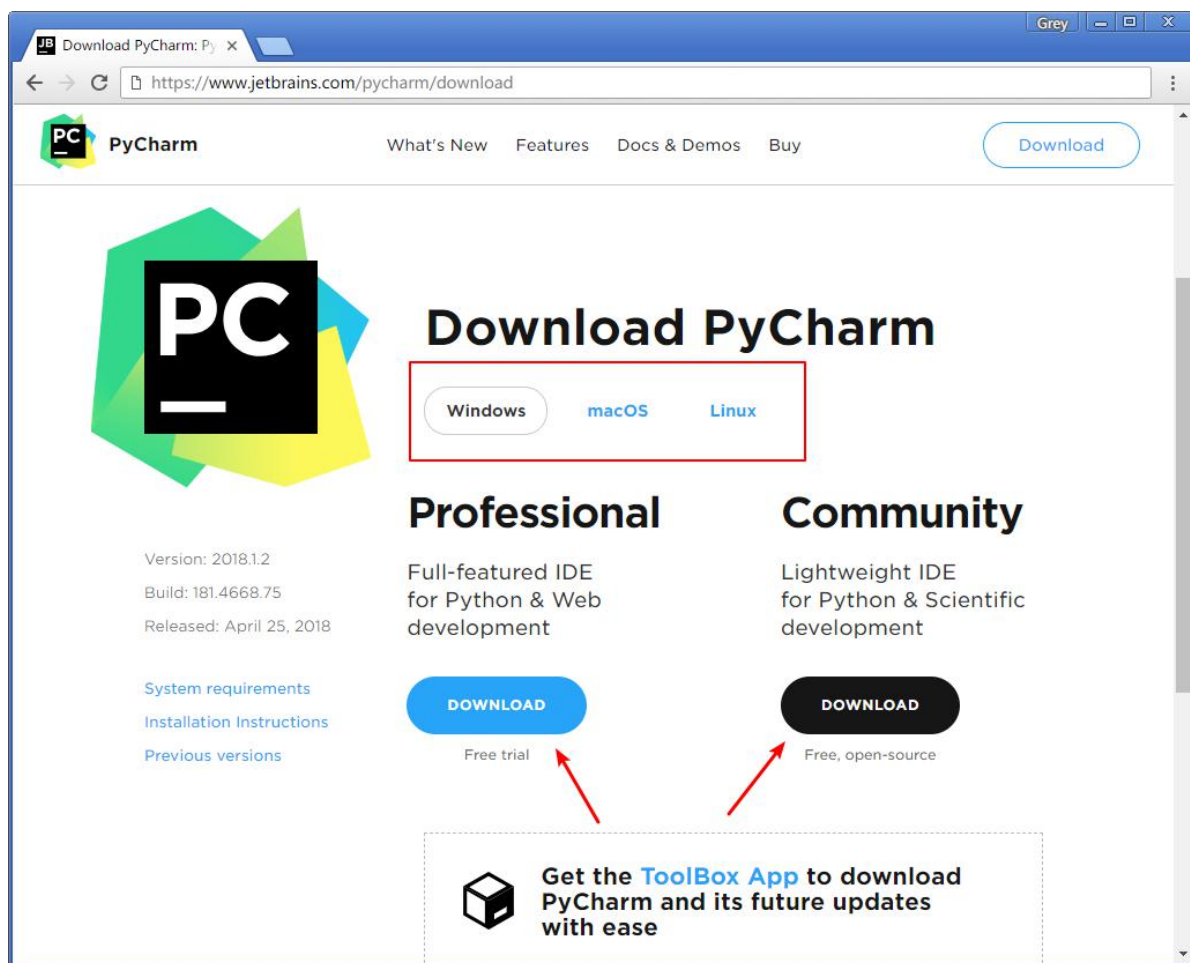 Grey
JB
Download PyCharm: Py
https://www.jetbrains.com/pycharm/download
PC
PyCharm
What's New Features Docs & Demos Buy
Download
PC
Download PyCharm
Windows macOS Linux
Professional
Community
Version: 2018.1.2
Build: 181.4668.75
Released: April 25, 2018
System requirements
Installation Instructions
Previous versions
Full-featured IDE
for Python & Web
development
DOWNLOAD
Free trial
Lightweight IDE
for Python & Scientific
development
DOWNLOAD
Free, open-source
Get the ToolBox App to download
PyCharm and its future updates
with ease